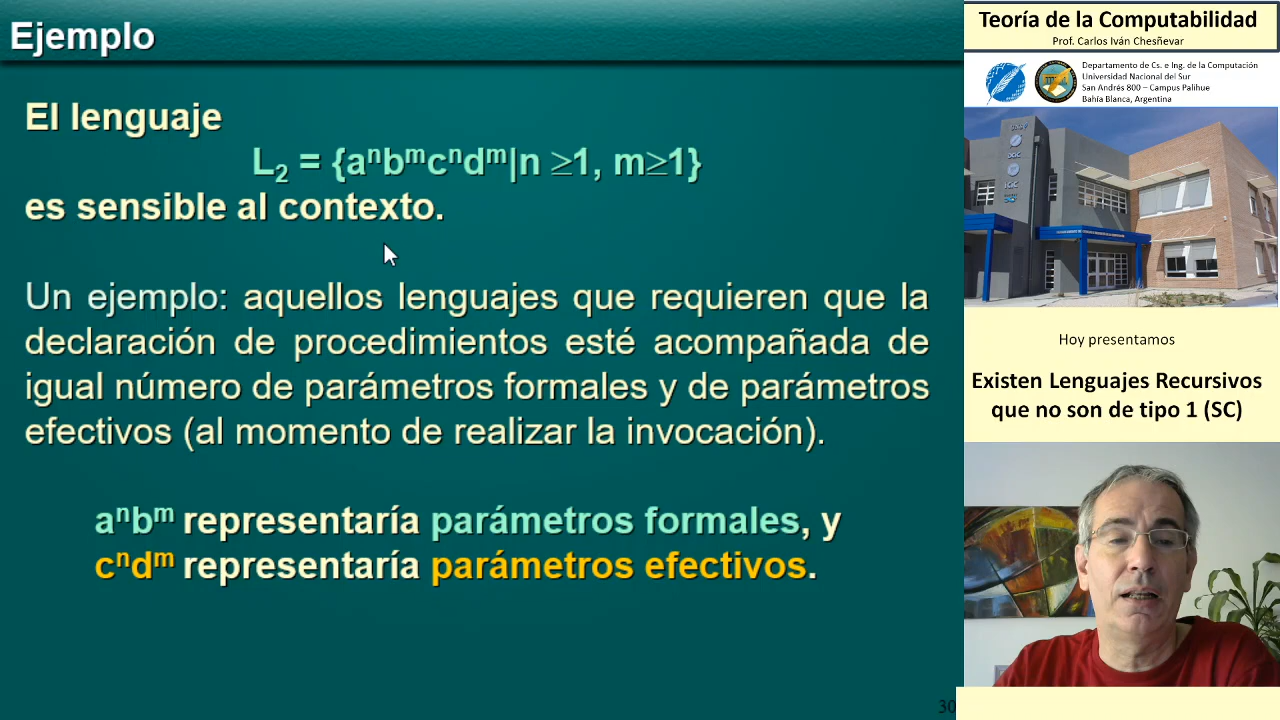 Ejemplo
El lenguaje
L₂ = {aⁿbᵐcⁿdᵐ|n ≥1, m≥1}
es sensible al contexto.
Un ejemplo: aquellos lenguajes que requieren que la
declaración de procedimientos esté acompañada de
igual número de parámetros formales y de parámetros
efectivos (al momento de realizar la invocación).
aⁿbᵐ representaría parámetros formales, y
cⁿdᵐ representaría parámetros efectivos.
30
Teoría de la Computabilidad
Prof. Carlos Iván Chesñevar
Departamento de Cs. e Ing. de la Computación
Universidad Nacional del Sur
San Andrés 800 – Campus Palihue
Bahía Blanca, Argentina
Hoy presentamos
Existen Lenguajes Recursivos
que no son de tipo 1 (SC)